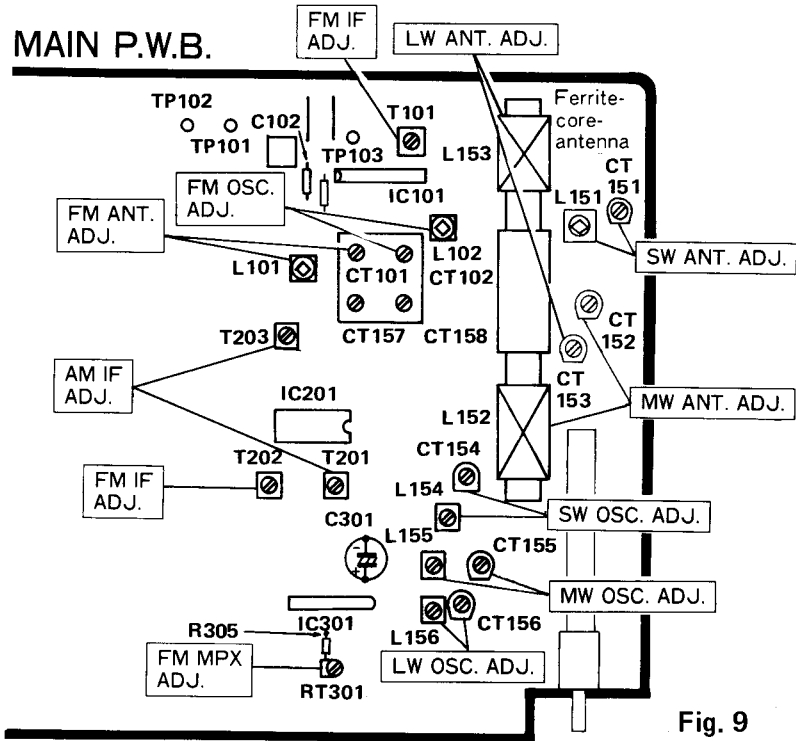 MAIN P.W.B.
FM IF
ADJ.
LW ANT. ADJ.
TP102
TP101
C102
TP103
T101
IC101
L153
Ferrite-
core-
antenna
CT
151
L151
SW ANT. ADJ.
FM OSC.
ADJ.
FM ANT.
ADJ.
L101
CT101
L102
CT102
CT157
CT158
CT
152
CT
153
T203
AM IF
ADJ.
IC201
L152
MW ANT. ADJ.
T202
T201
FM IF
ADJ.
CT154
L154
SW OSC. ADJ.
C301
-
+
L155
CT155
MW OSC. ADJ.
IC301
R305
L156
CT156
LW OSC. ADJ.
FM MPX
ADJ.
RT301
Fig. 9